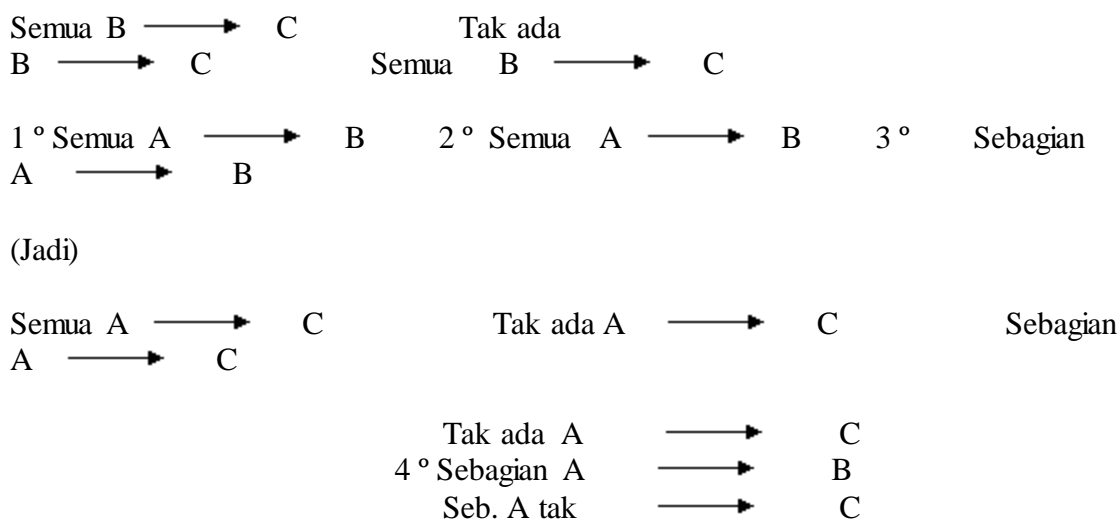 Semua B ⟶ C Tak ada
B ⟶ C Semua B ⟶ C
1 º Semua A ⟶ B 2 º Semua A ⟶ B 3 º Sebagian
A ⟶ B
(Jadi)
Semua A ⟶ C Tak ada A ⟶ C Sebagian
A ⟶ C
Tak ada A ⟶ C
4 º Sebagian A ⟶ B
Seb. A tak ⟶ C